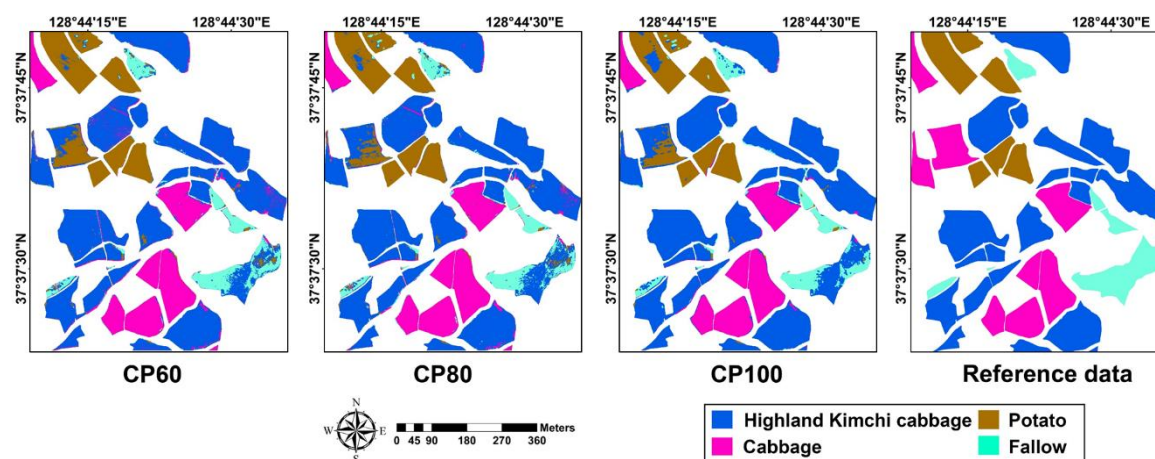 128°44'15"E 128°44'30"E 128°44'15"E 128°44'30"E 128°44'15"E 128°44'30"E 128°44'15"E 128°44'30"E
37°37'45"N 37°37'45"N 37°37'45"N 37°37'45"N
37°37'30"N 37°37'30"N 37°37'30"N 37°37'30"N
CP60 CP80 CP100 Reference data
N
W E
S
Meters
0 45 90 180 270 360
Highland Kimchi cabbage Potato
Cabbage Fallow